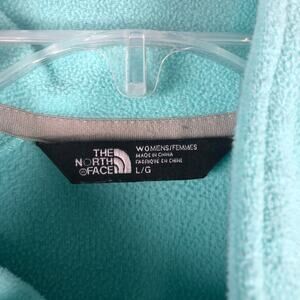 THE
NORTH
FACE
WOMENS/FEMMES
MADE IN CHINA
FABRIQUÉ EN CHINE
L/G